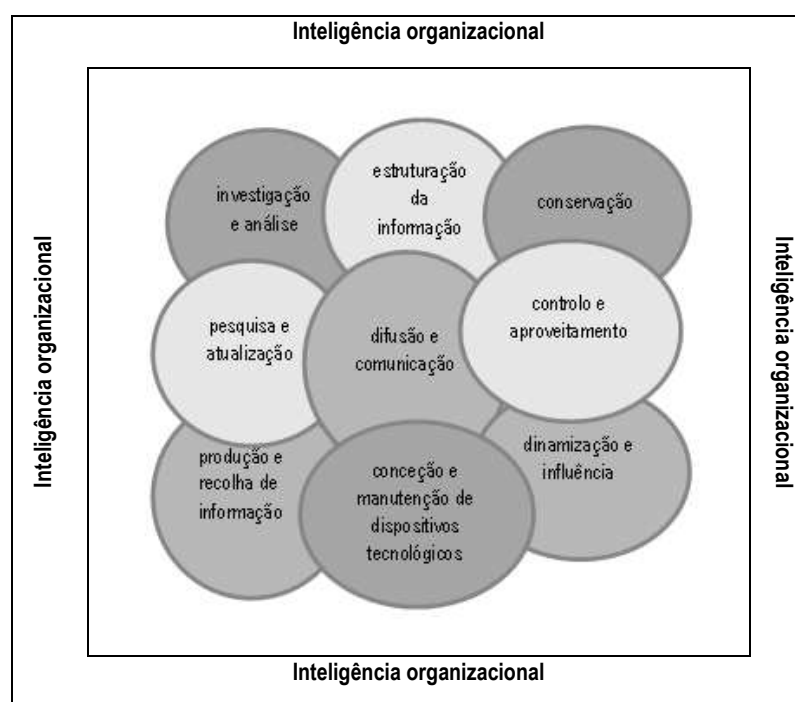 Inteligência organizacional
investigação
e análise
estruturação
da
informação
conservação
Inteligência organizacional
pesquisa e
atualização
difusão e
comunicação
controlo e
aproveitamento
Inteligência organizacional
produção e
recolha de
informação
conceção e
manutenção de
dispositivos
tecnológicos
dinamização e
influência
Inteligência organizacional